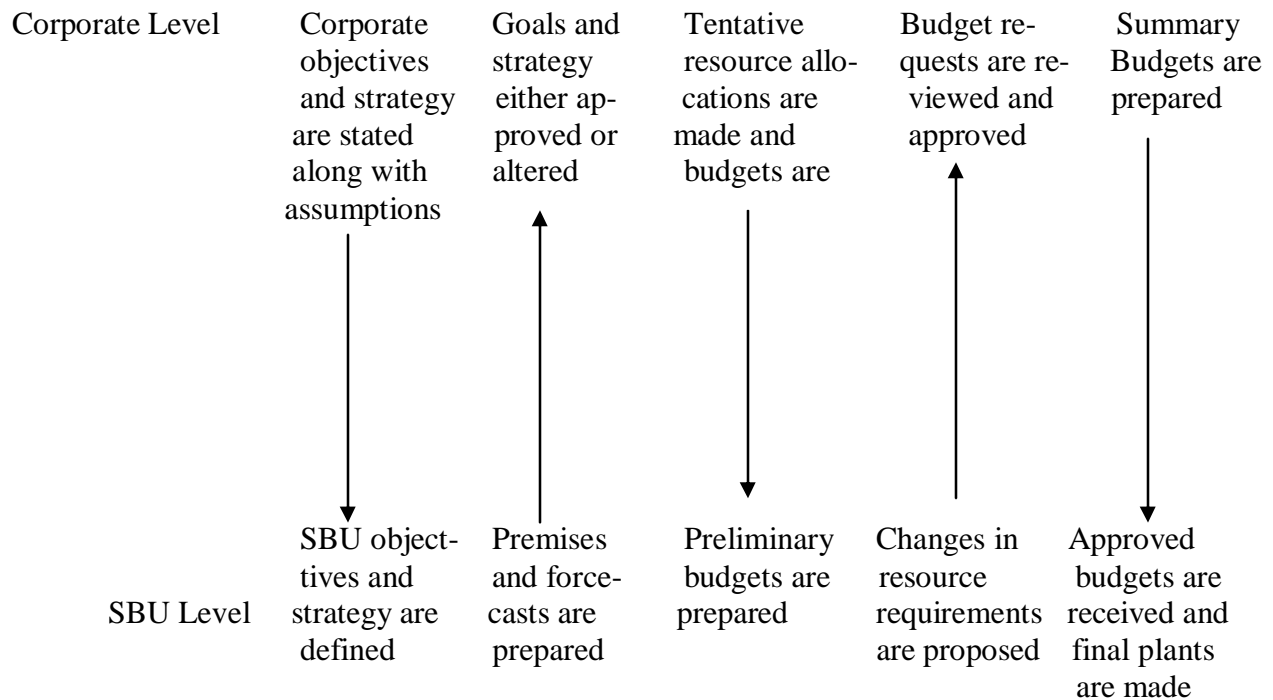 Corporate Level
Corporate
objectives
and strategy
are stated
along with
assumptions
Goals and
strategy
either ap-
proved or
altered
Tentative
resource allo-
cations are
made and
budgets are
Budget re-
quests are re-
viewed and
approved
Summary
Budgets are
prepared
SBU Level
SBU objec-
tives and
strategy are
defined
Premises
and fore-
casts are
prepared
Preliminary
budgets are
prepared
Changes in
resource
requirements
are proposed
Approved
budgets are
received and
final plants
are made